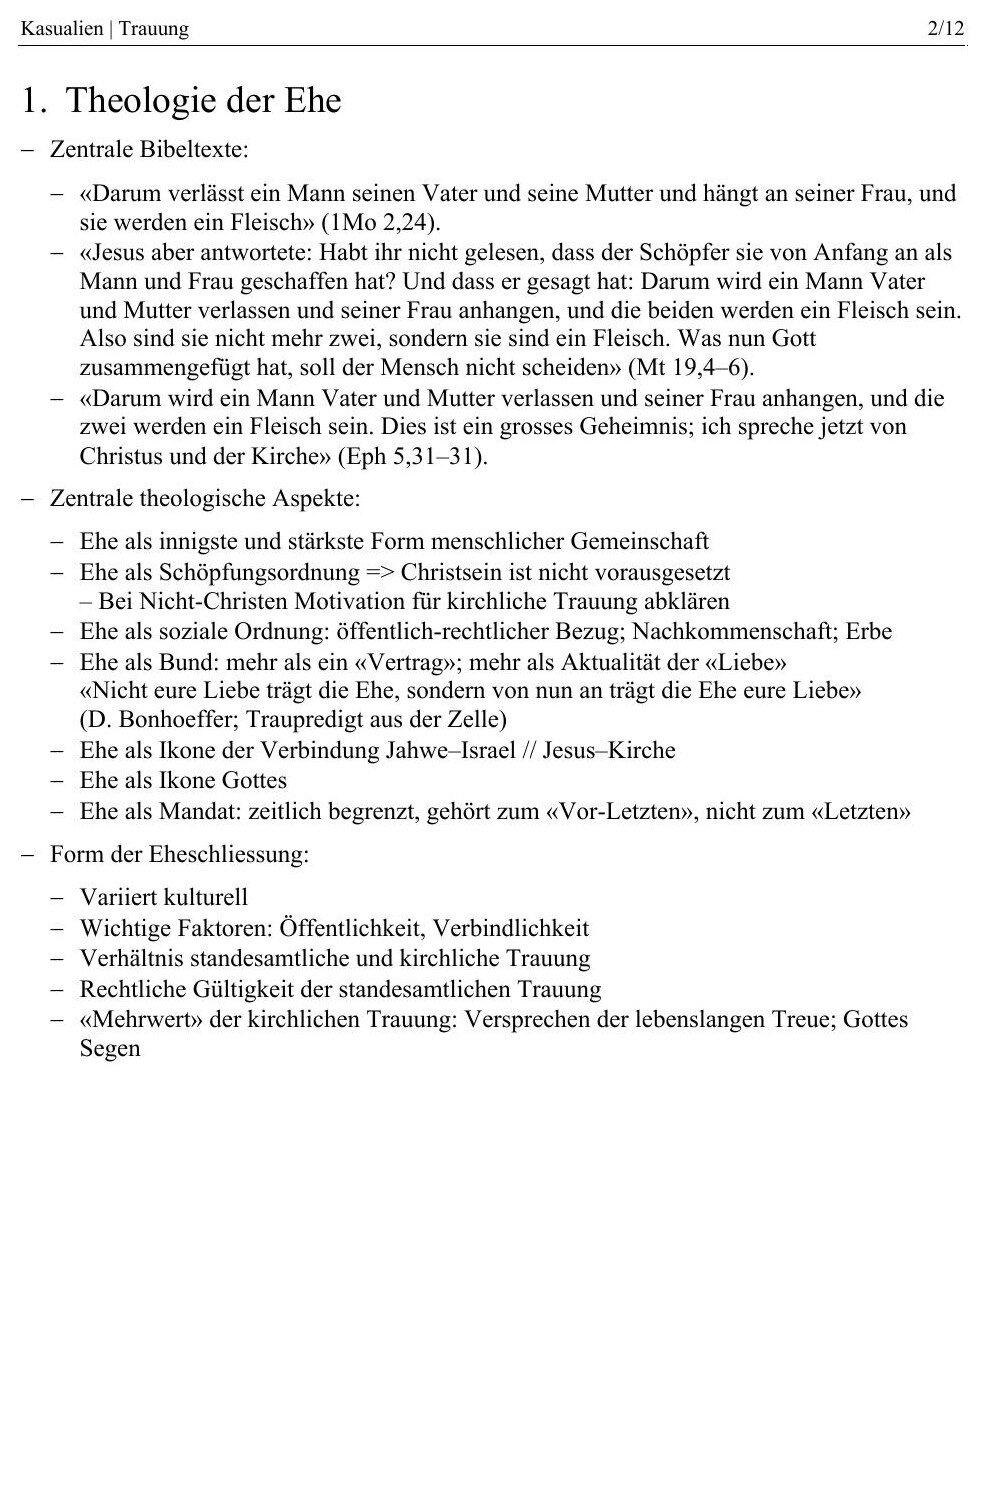 Kasualien | Trauung 2/12
1. Theologie der Ehe
– Zentrale Bibeltexte:
– «Darum verlässt ein Mann seinen Vater und seine Mutter und hängt an seiner Frau, und
sie werden ein Fleisch» (1Mo 2,24).
– «Jesus aber antwortete: Habt ihr nicht gelesen, dass der Schöpfer sie von Anfang an als
Mann und Frau geschaffen hat? Und dass er gesagt hat: Darum wird ein Mann Vater
und Mutter verlassen und seiner Frau anhangen, und die beiden werden ein Fleisch sein.
Also sind sie nicht mehr zwei, sondern sie sind ein Fleisch. Was nun Gott
zusammengefügt hat, soll der Mensch nicht scheiden» (Mt 19,4–6).
– «Darum wird ein Mann Vater und Mutter verlassen und seiner Frau anhangen, und die
zwei werden ein Fleisch sein. Dies ist ein grosses Geheimnis; ich spreche jetzt von
Christus und der Kirche» (Eph 5,31–31).
– Zentrale theologische Aspekte:
– Ehe als innigste und stärkste Form menschlicher Gemeinschaft
– Ehe als Schöpfungsordnung => Christsein ist nicht vorausgesetzt
– Bei Nicht-Christen Motivation für kirchliche Trauung abklären
– Ehe als soziale Ordnung: öffentlich-rechtlicher Bezug; Nachkommenschaft; Erbe
– Ehe als Bund: mehr als ein «Vertrag»; mehr als Aktualität der «Liebe»
«Nicht eure Liebe trägt die Ehe, sondern von nun an trägt die Ehe eure Liebe»
(D. Bonhoeffer; Traupredigt aus der Zelle)
– Ehe als Ikone der Verbindung Jahwe–Israel // Jesus–Kirche
– Ehe als Ikone Gottes
– Ehe als Mandat: zeitlich begrenzt, gehört zum «Vor-Letzten», nicht zum «Letzten»
– Form der Eheschliessung:
– Variiert kulturell
– Wichtige Faktoren: Öffentlichkeit, Verbindlichkeit
– Verhältnis standesamtliche und kirchliche Trauung
– Rechtliche Gültigkeit der standesamtlichen Trauung
– «Mehrwert» der kirchlichen Trauung: Versprechen der lebenslangen Treue; Gottes
Segen